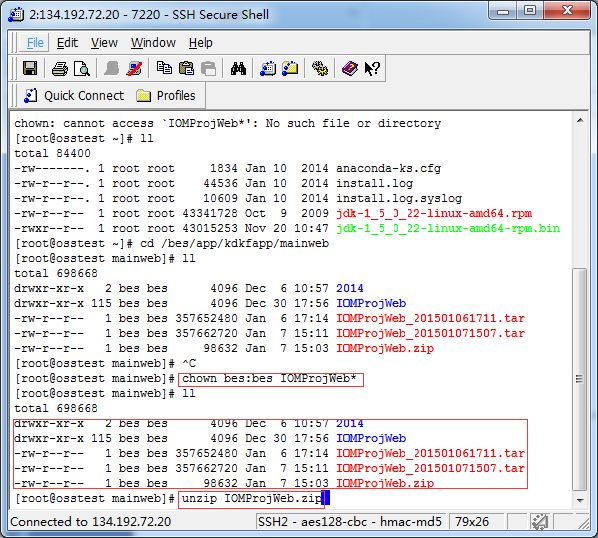 2:134.192.72.20 - 7220 - SSH Secure Shell
File Edit View Window Help
Quick Connect Profiles
chown: cannot access `IOMProjWeb*': No such file or directory
[root@osstest ~]# ll
total 84400
-rw-------. 1 root root 1834 Jan 10 2014 anaconda-ks.cfg
-rw-r--r--. 1 root root 44536 Jan 10 2014 install.log
-rw-r--r--. 1 root root 10609 Jan 10 2014 install.log.syslog
-rw-r--r-- 1 root root 43341728 Oct 9 2009 jdk-1_5_0_22-linux-amd64.rpm
-rwxr--r-- 1 root root 43015253 Nov 20 10:47 jdk-1_5_0_22-linux-amd64-rpm.bin
[root@osstest ~]# cd /bes/app/kdkfapp/mainweb
[root@osstest mainweb]# ll
total 698668
drwxr-xr-x 2 bes bes 4096 Dec 6 10:57 2014
drwxr-xr-x 115 bes bes 4096 Dec 30 17:56 IOMProjWeb
-rw-r--r-- 1 bes bes 357652480 Jan 6 17:14 IOMProjWeb_201501061711.tar
-rw-r--r-- 1 bes bes 357662720 Jan 7 15:11 IOMProjWeb_201501071507.tar
-rw-r--r-- 1 bes bes 98632 Jan 7 15:03 IOMProjWeb.zip
[root@osstest mainweb]# ^C
[root@osstest mainweb]# chown bes:bes IOMProjWeb*
[root@osstest mainweb]# ll
total 698668
drwxr-xr-x 2 bes bes 4096 Dec 6 10:57 2014
drwxr-xr-x 115 bes bes 4096 Dec 30 17:56 IOMProjWeb
-rw-r--r-- 1 bes bes 357652480 Jan 6 17:14 IOMProjWeb_201501061711.tar
-rw-r--r-- 1 bes bes 357662720 Jan 7 15:11 IOMProjWeb_201501071507.tar
-rw-r--r-- 1 bes bes 98632 Jan 7 15:03 IOMProjWeb.zip
[root@osstest mainweb]# unzip IOMProjWeb.zip
Connected to 134.192.72.20 SSH2 - aes128-cbc - hmac-md5 79x26